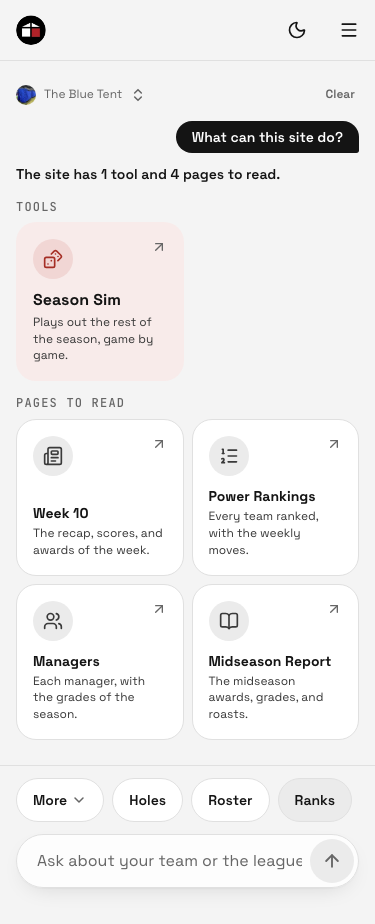 The Blue Tent
Clear
What can this site do?
The site has 1 tool and 4 pages to read.
TOOLS
Season Sim
Plays out the rest of
the season, game by
game.
PAGES TO READ
Week 10
The recap, scores, and
awards of the week.
Power Rankings
Every team ranked,
with the weekly
moves.
Managers
Each manager, with
the grades of the
season.
Midseason Report
The midseason
awards, grades, and
roasts.
More
Holes
Roster
Ranks
Ask about your team or the league